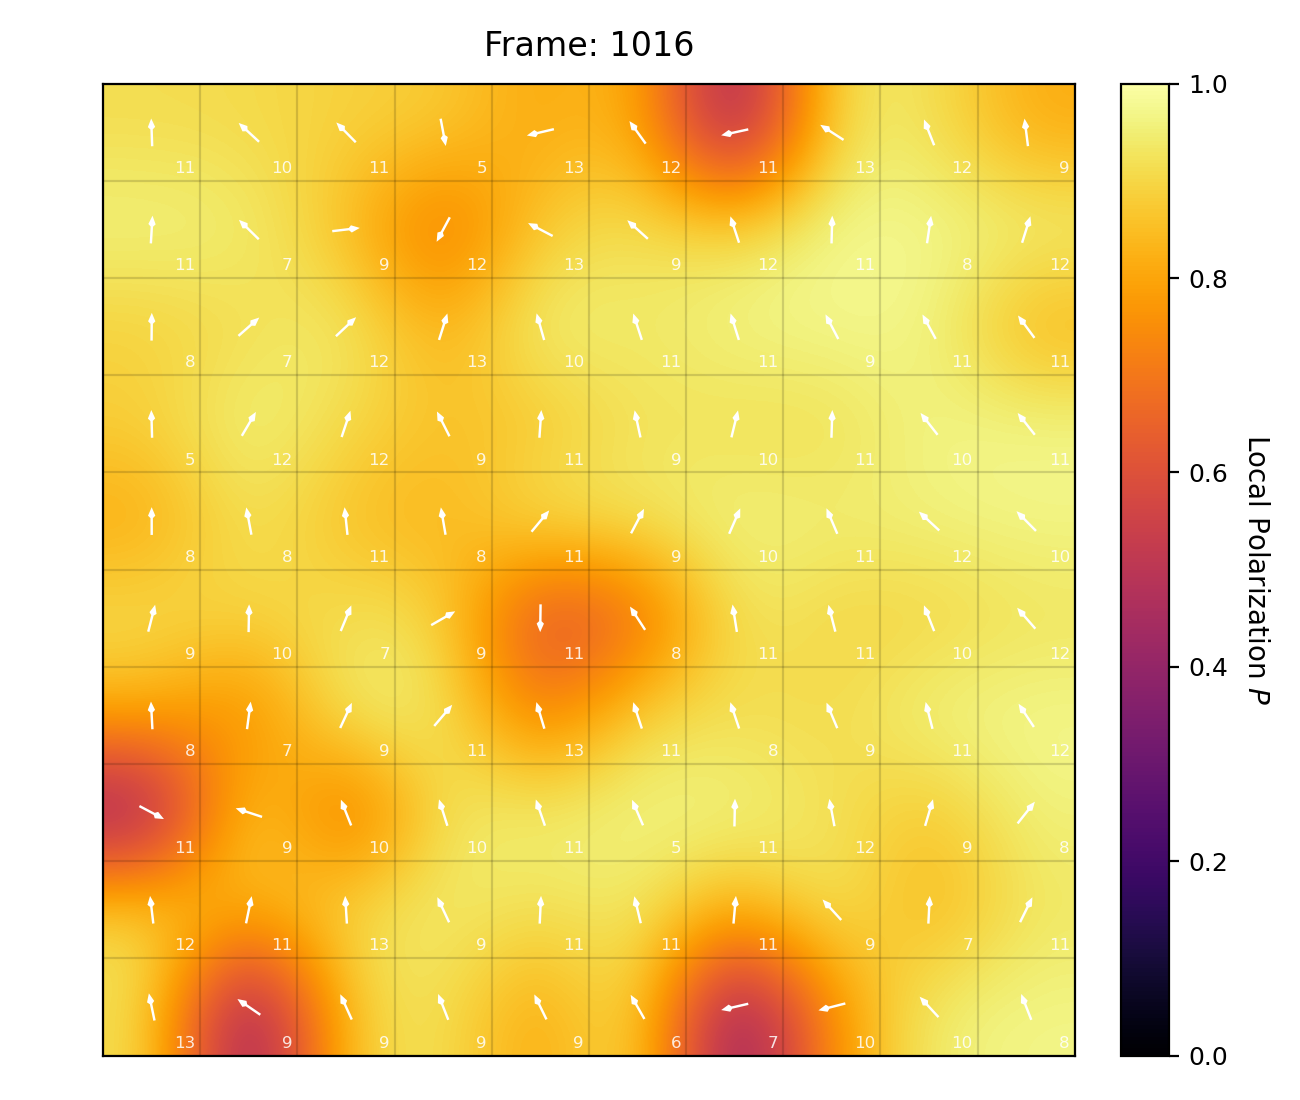 Frame: 1016
11 10 11 5 13 12 11 13 12 9
11 7 9 12 13 9 12 11 8 12
8 7 12 13 10 11 11 9 11 11
5 12 12 9 11 9 10 11 10 11
8 8 11 8 11 9 10 11 12 10
9 10 7 9 11 8 11 11 10 12
8 7 9 11 13 11 8 9 11 12
11 9 10 10 11 5 11 12 9 8
12 11 13 9 11 11 11 9 7 11
13 9 9 9 9 6 7 10 10 8
1.0
0.8
0.6
0.4
0.2
0.0
Local Polarization P